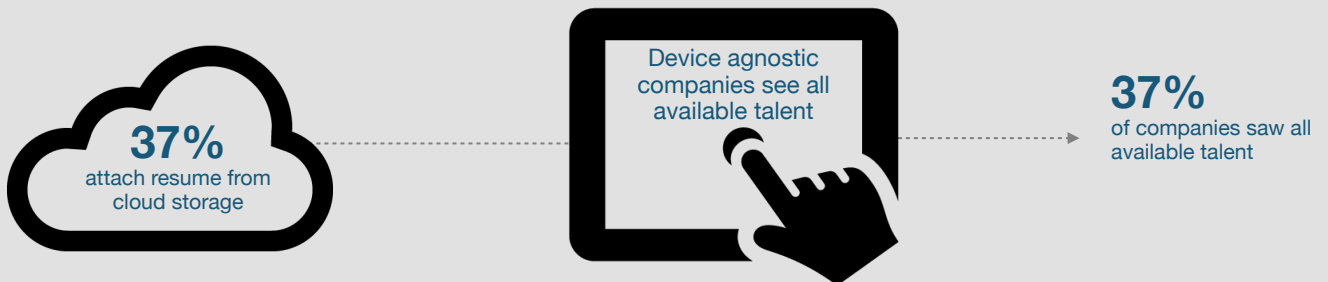 37%
attach resume from
cloud storage
Device agnostic
companies see all
available talent
37%
of companies saw all
available talent